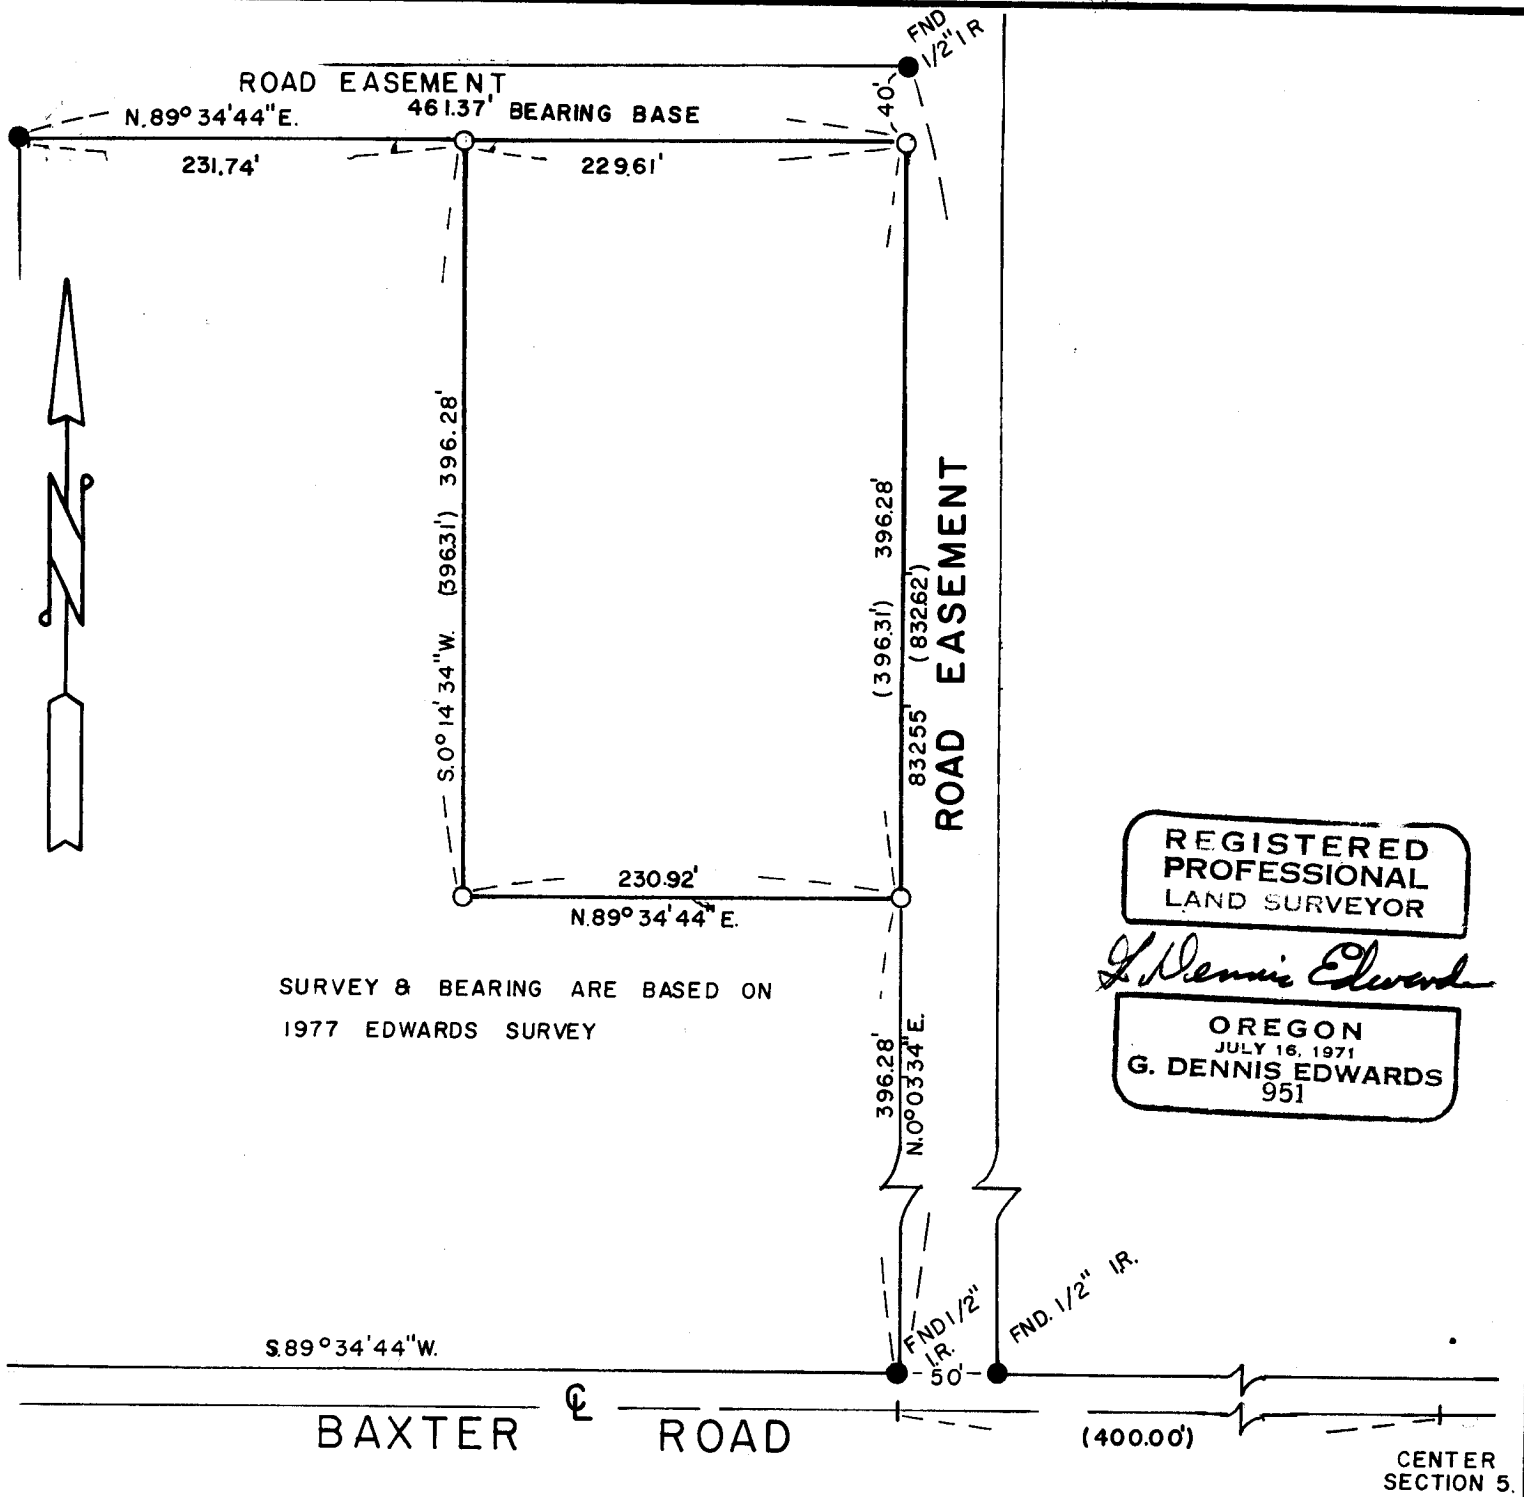 FND
1/2" I R
ROAD EASEMENT
40'
N.89°34'44"E.
461.37' BEARING BASE
231.74'
229.61'
S.0°14'34"W. (396.31') 396.28'
(396.31') 396.28'
832.55' (832.62')
ROAD EASEMENT
230.92'
N.89°34'44"E.
SURVEY & BEARING ARE BASED ON
1977 EDWARDS SURVEY
396.28'
N.0°03'34"E.
REGISTERED
PROFESSIONAL
LAND SURVEYOR
G. Dennis Edwards
OREGON
JULY 16, 1971
G. DENNIS EDWARDS
951
FND 1/2"
I.R.
FND. 1/2" I.R.
S.89°34'44"W.
50'
℄
BAXTER ROAD
(400.00')
CENTER
SECTION 5.